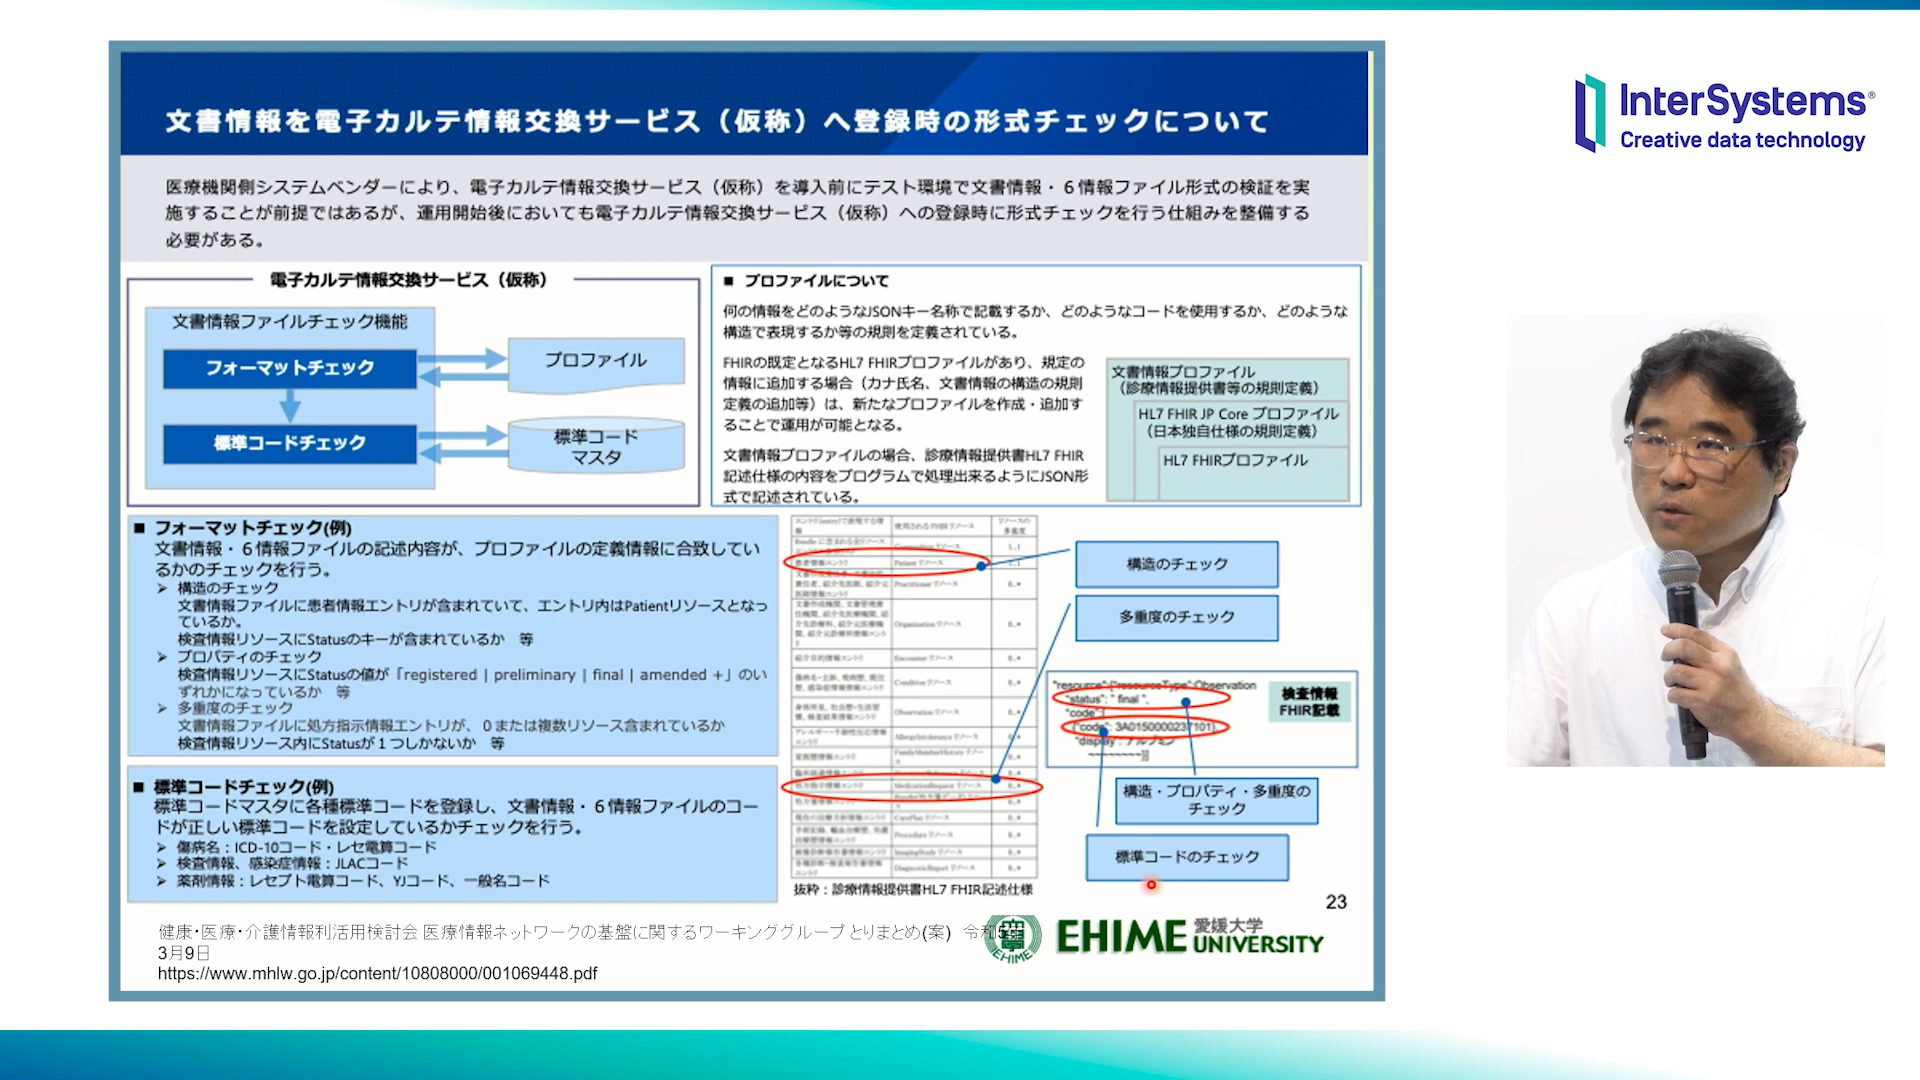 文書情報を電子カルテ情報交換サービス（仮称）へ登録時の形式チェックについて
InterSystems®
Creative data technology
医療機関側システムベンダーにより、電子カルテ情報交換サービス（仮称）を導入前にテスト環境で文書情報・６情報ファイル形式の検証を実
施することが前提ではあるが、運用開始後においても電子カルテ情報交換サービス（仮称）への登録時に形式チェックを行う仕組みを整備する
必要がある。
電子カルテ情報交換サービス（仮称）
文書情報ファイルチェック機能
フォーマットチェック
標準コードチェック
プロファイル
標準コード
マスタ
■ プロファイルについて
何の情報をどのようなJSONキー名称で記載するか、どのようなコードを使用するか、どのような
構造で表現するか等の規則を定義されている。
FHIRの既定となるHL7 FHIRプロファイルがあり、規定の
情報に追加する場合（カナ氏名、文書情報の構造の規則
定義の追加等）は、新たなプロファイルを作成・追加す
ることで運用が可能となる。
文書情報プロファイルの場合、診療情報提供書HL7 FHIR
記述仕様の内容をプログラムで処理出来るようにJSON形
式で記述されている。
文書情報プロファイル
（診療情報提供書等の規則定義）
HL7 FHIR JP Core プロファイル
（日本独自仕様の規則定義）
HL7 FHIRプロファイル
■ フォーマットチェック(例)
文書情報・６情報ファイルの記述内容が、プロファイルの定義情報に合致してい
るかのチェックを行う。
➢ 構造のチェック
文書情報ファイルに患者情報エントリが含まれていて、エントリ内はPatientリソースとなっ
ているか。
検査情報リソースにStatusのキーが含まれているか　等
➢ プロパティのチェック
検査情報リソースにStatusの値が「registered | preliminary | final | amended +」のい
ずれかになっているか　等
➢ 多重度のチェック
文書情報ファイルに処方指示情報エントリが、０または複数リソース含まれているか
検査情報リソース内にStatusが１つしかないか　等
■ 標準コードチェック(例)
標準コードマスタに各種標準コードを登録し、文書情報・６情報ファイルのコー
ドが正しい標準コードを設定しているかチェックを行う。
➢ 傷病名：ICD-10コード・レセ電算コード
➢ 検査情報、感染症情報：JLACコード
➢ 薬剤情報：レセプト電算コード、YJコード、一般名コード
抜粋：診療情報提供書HL7 FHIR記述仕様
構造のチェック
多重度のチェック
"resource":{"resourceType":Observation
"status": " final ",
"code":{
{"code": 3A0150000237101},
"display": アルブミン
検査情報
FHIR記載
構造・プロパティ・多重度の
チェック
標準コードのチェック
23
健康・医療・介護情報利活用検討会 医療情報ネットワークの基盤に関するワーキンググループ とりまとめ(案) 令和5
3月9日
https://www.mhlw.go.jp/content/10808000/001069448.pdf
EHIME
EHIME UNIVERSITY
愛媛大学